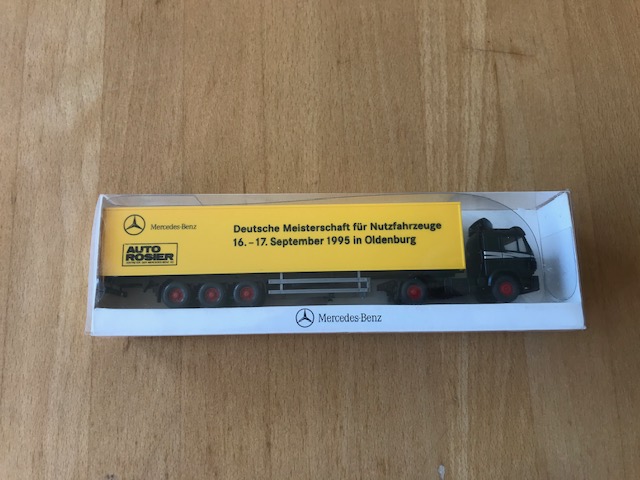 Mercedes-Benz
Deutsche Meisterschaft für Nutzfahrzeuge
16. – 17. September 1995 in Oldenburg
AUTO
ROSIER
Mercedes-Benz